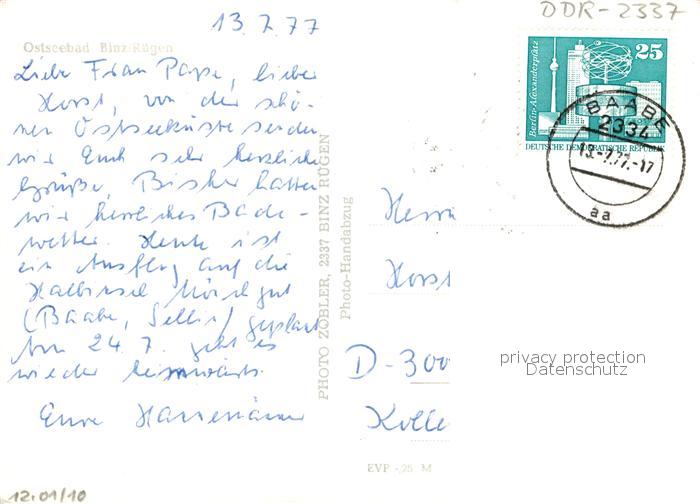 13.7.77
DDR-2337
Ostseebad Binz/Rügen
Liebe Frau Pappe, lieber
Horst, von der schö-
nen Ostseeküste senden
wir Euch sehr herzliche
Grüße. Bisher hatten
wir herrliches Bade-
wetter. Heute ist
ein Ausflug auf die
Halbinsel Mönchgut
(Baabe, Sellin) geplant.
Am 24.7. geht es
wieder heimwärts.
Eure
PHOTO ZOBLER, 2337 BINZ RÜGEN
Photo-Handabzug
Berlin-Alexanderplatz
25
DEUTSCHE DEMOKRATISCHE REPUBLIK
BAABE
2334
13.-7.77.-17
aa
Herrn
Horst
D-300
Kolle
privacy protection
Datenschutz
EVP -,25 M
12.01/10